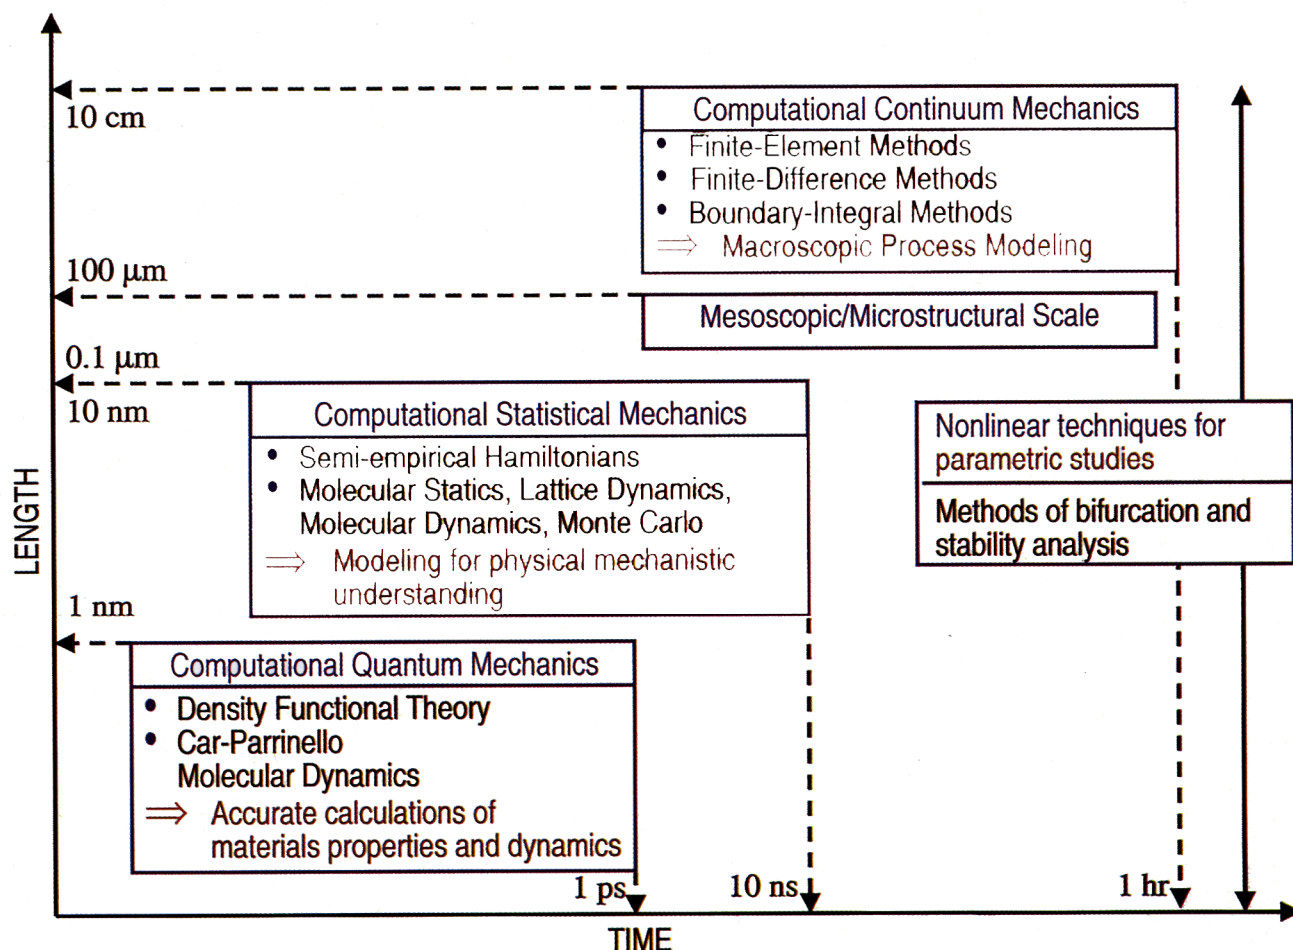 10 cm
Computational Continuum Mechanics
• Finite-Element Methods
• Finite-Difference Methods
• Boundary-Integral Methods
⇒ Macroscopic Process Modeling
100 μm
Mesoscopic/Microstructural Scale
0.1 μm
10 nm
Computational Statistical Mechanics
• Semi-empirical Hamiltonians
• Molecular Statics, Lattice Dynamics,
Molecular Dynamics, Monte Carlo
⇒ Modeling for physical mechanistic
understanding
Nonlinear techniques for
parametric studies
Methods of bifurcation and
stability analysis
LENGTH
1 nm
Computational Quantum Mechanics
• Density Functional Theory
• Car-Parrinello
Molecular Dynamics
⇒ Accurate calculations of
materials properties and dynamics
1 ps
10 ns
1 hr
TIME